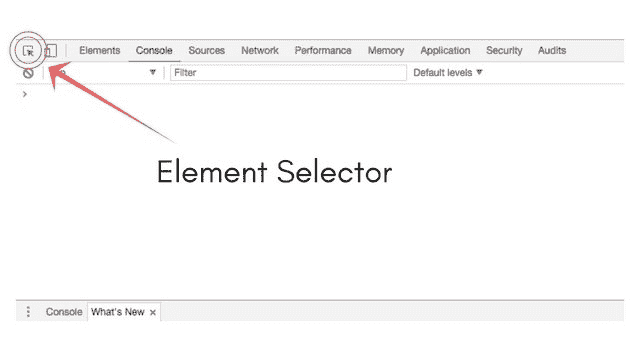 Elements Console Sources Network Performance Memory Application Security Audits
Filter Default levels
Element Selector
Console What's New